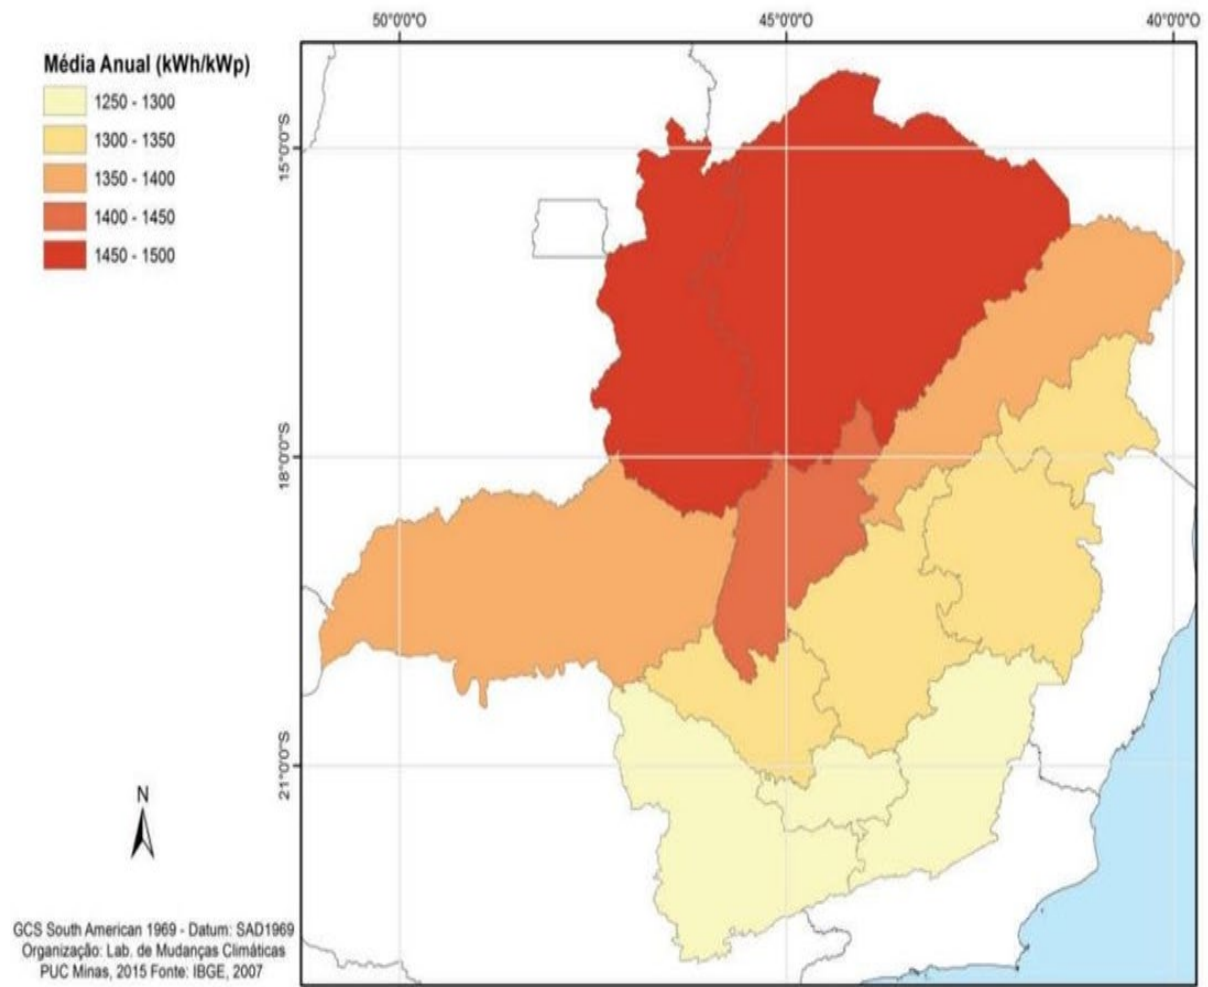 50°0'0"O
45°0'0"O
40°0'0"O
Média Anual (kWh/kWp)
1250 - 1300
1300 - 1350
1350 - 1400
1400 - 1450
1450 - 1500
15°0'0"S
18°0'0"S
21°0'0"S
N
GCS South American 1969 - Datum: SAD1969
Organização: Lab. de Mudanças Climáticas
PUC Minas, 2015 Fonte: IBGE, 2007